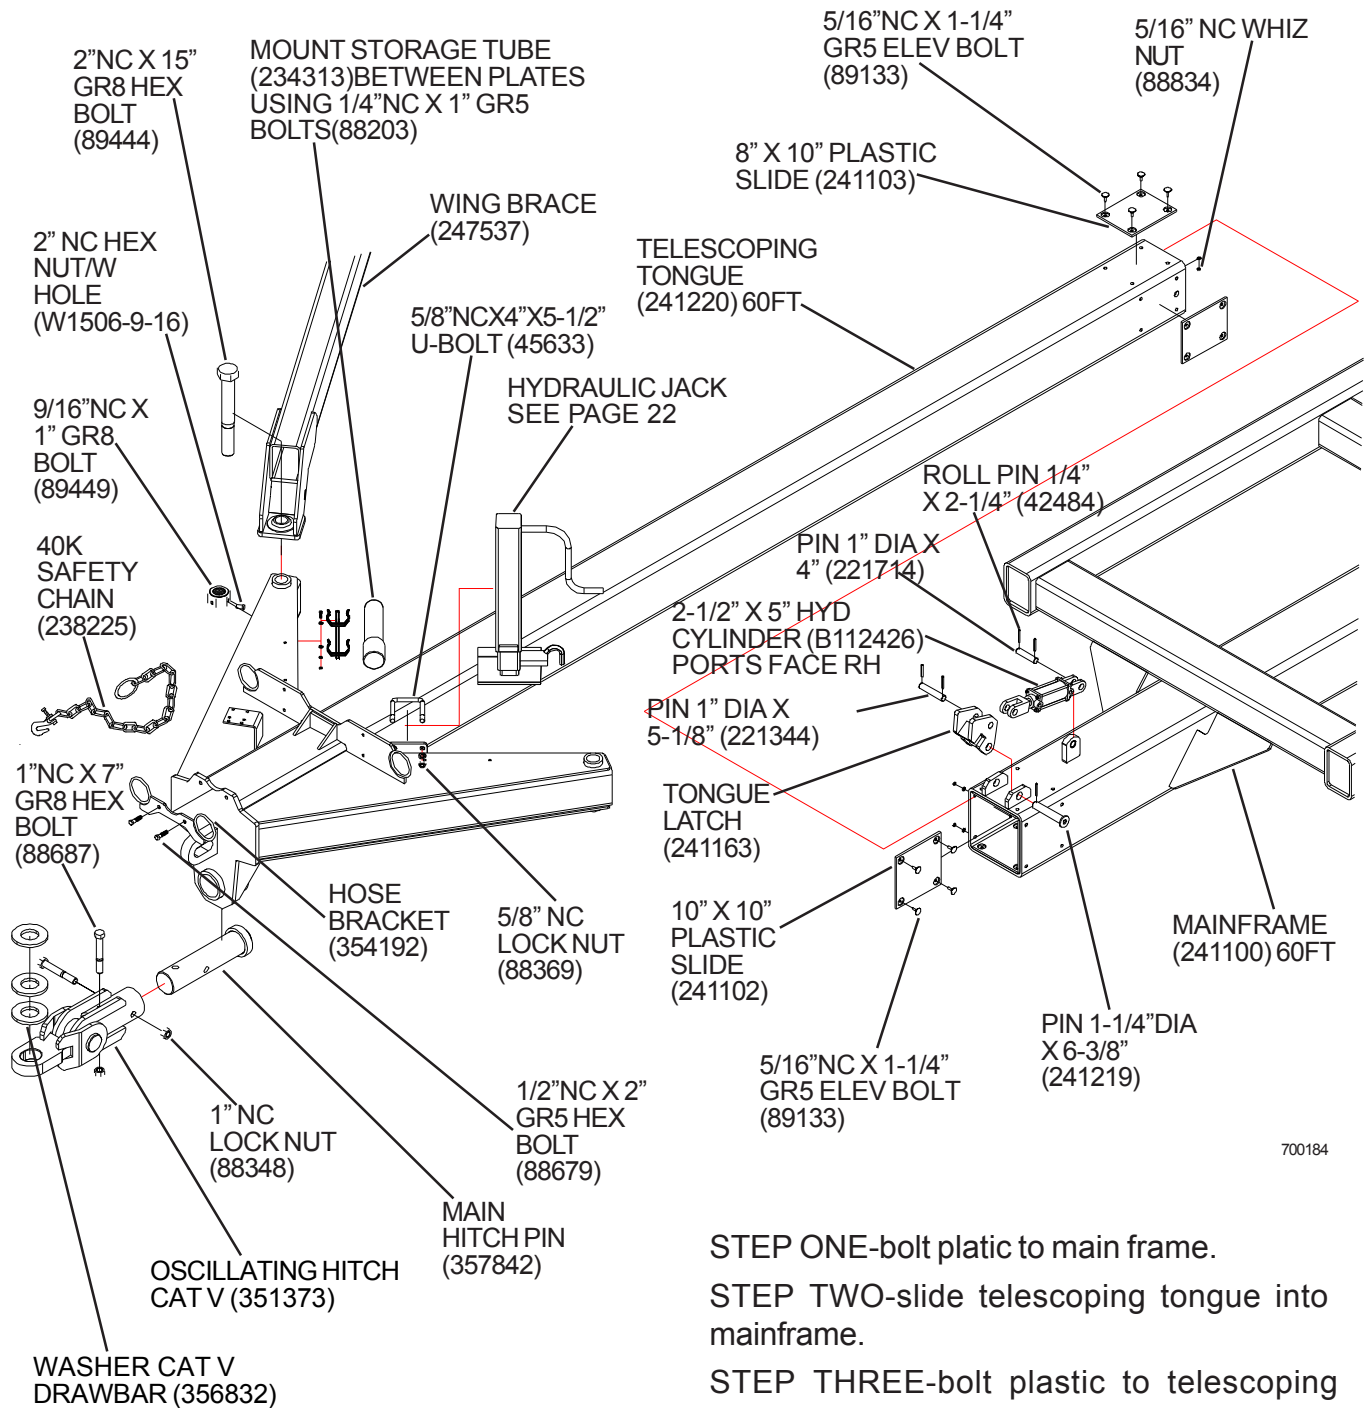 2”NC X 15”
GR8 HEX
BOLT
(89444)
MOUNT STORAGE TUBE
(234313)BETWEEN PLATES
USING 1/4”NC X 1” GR5
BOLTS(88203)
5/16”NC X 1-1/4”
GR5 ELEV BOLT
(89133)
5/16” NC WHIZ
NUT
(88834)
8” X 10” PLASTIC
SLIDE (241103)
WING BRACE
(247537)
2” NC HEX
NUT/W
HOLE
(W1506-9-16)
TELESCOPING
TONGUE
(241220) 60FT
5/8”NCX4”X5-1/2”
U-BOLT (45633)
HYDRAULIC JACK
SEE PAGE 22
9/16”NC X
1” GR8
BOLT
(89449)
ROLL PIN 1/4”
X 2-1/4” (42484)
PIN 1” DIA X
4” (221714)
40K
SAFETY
CHAIN
(238225)
2-1/2” X 5” HYD
CYLINDER (B112426)
PORTS FACE RH
PIN 1” DIA X
5-1/8” (221344)
1”NC X 7”
GR8 HEX
BOLT
(88687)
TONGUE
LATCH
(241163)
HOSE
BRACKET
(354192)
5/8” NC
LOCK NUT
(88369)
10” X 10”
PLASTIC
SLIDE
(241102)
MAINFRAME
(241100) 60FT
PIN 1-1/4”DIA
X 6-3/8”
(241219)
5/16”NC X 1-1/4”
GR5 ELEV BOLT
(89133)
1/2”NC X 2”
GR5 HEX
BOLT
(88679)
1” NC
LOCK NUT
(88348)
700184
MAIN
HITCH PIN
(357842)
OSCILLATING HITCH
CAT V (351373)
WASHER CAT V
DRAWBAR (356832)
STEP ONE-bolt platic to main frame.
STEP TWO-slide telescoping tongue into
mainframe.
STEP THREE-bolt plastic to telescoping